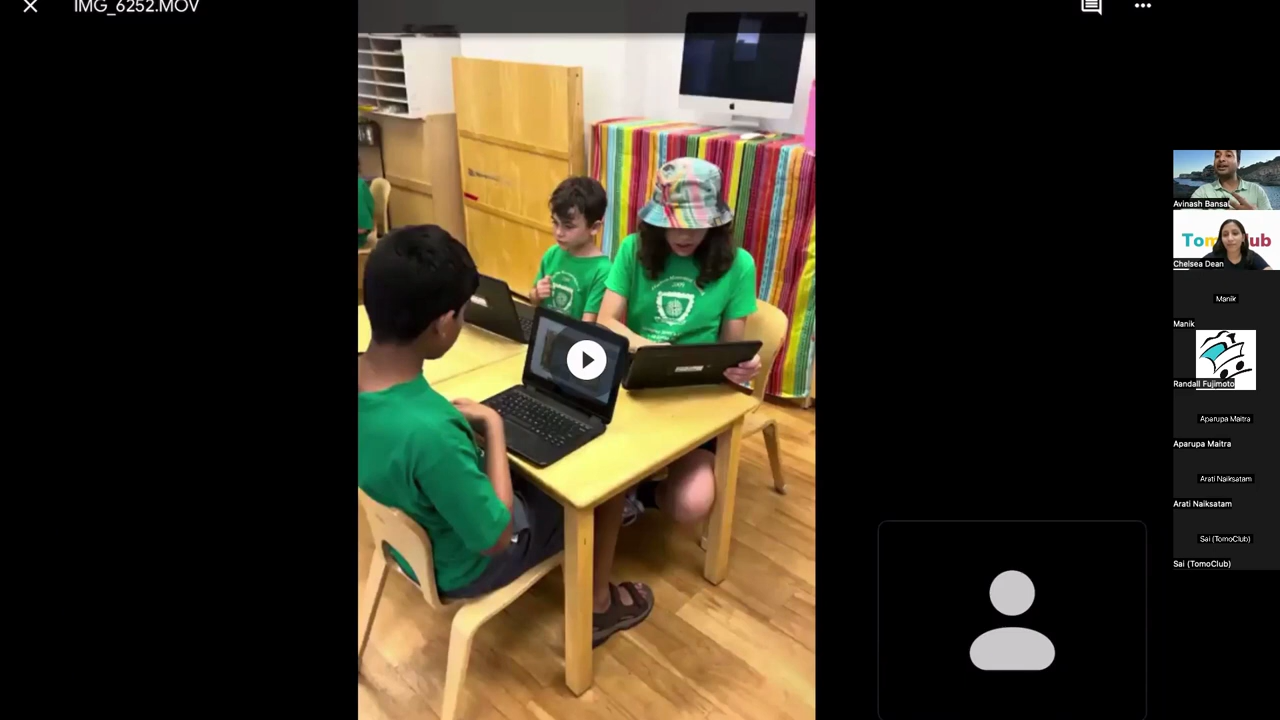 IMG_6252.MOV
Avinash Bansal
Tom Club
Chelsea Dean
Manik
Manik
Randall Fujimoto
Aparupa Maitra
Aparupa Maitra
Arati Naiksatam
Arati Naiksatam
Sai (TomoClub)
Sai (TomoClub)